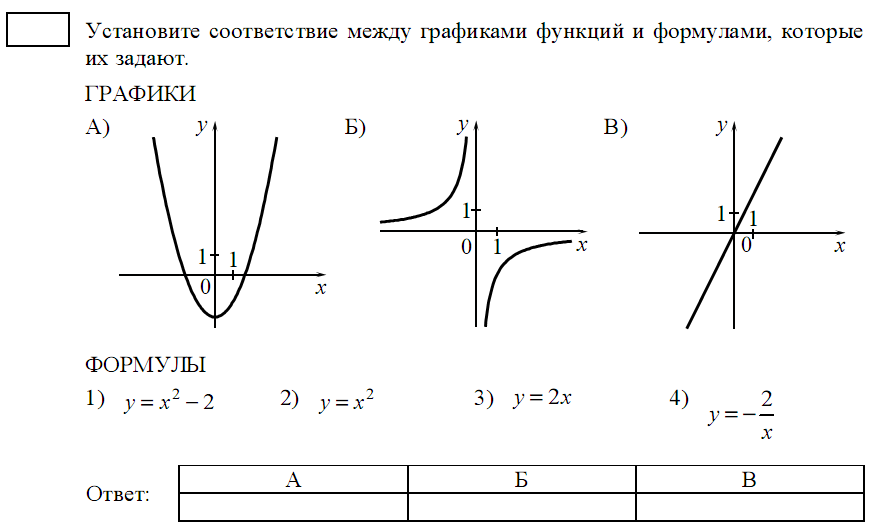 Установите соответствие между графиками функций и формулами, которые
их задают.
ГРАФИКИ
А) Б) В)
y y y
1 1 0 x
1 0 1 x
1 1 0 x
ФОРМУЛЫ
1) y = x² − 2 2) y = x² 3) y = 2x 4) y = −2/x
Ответ:
А Б В